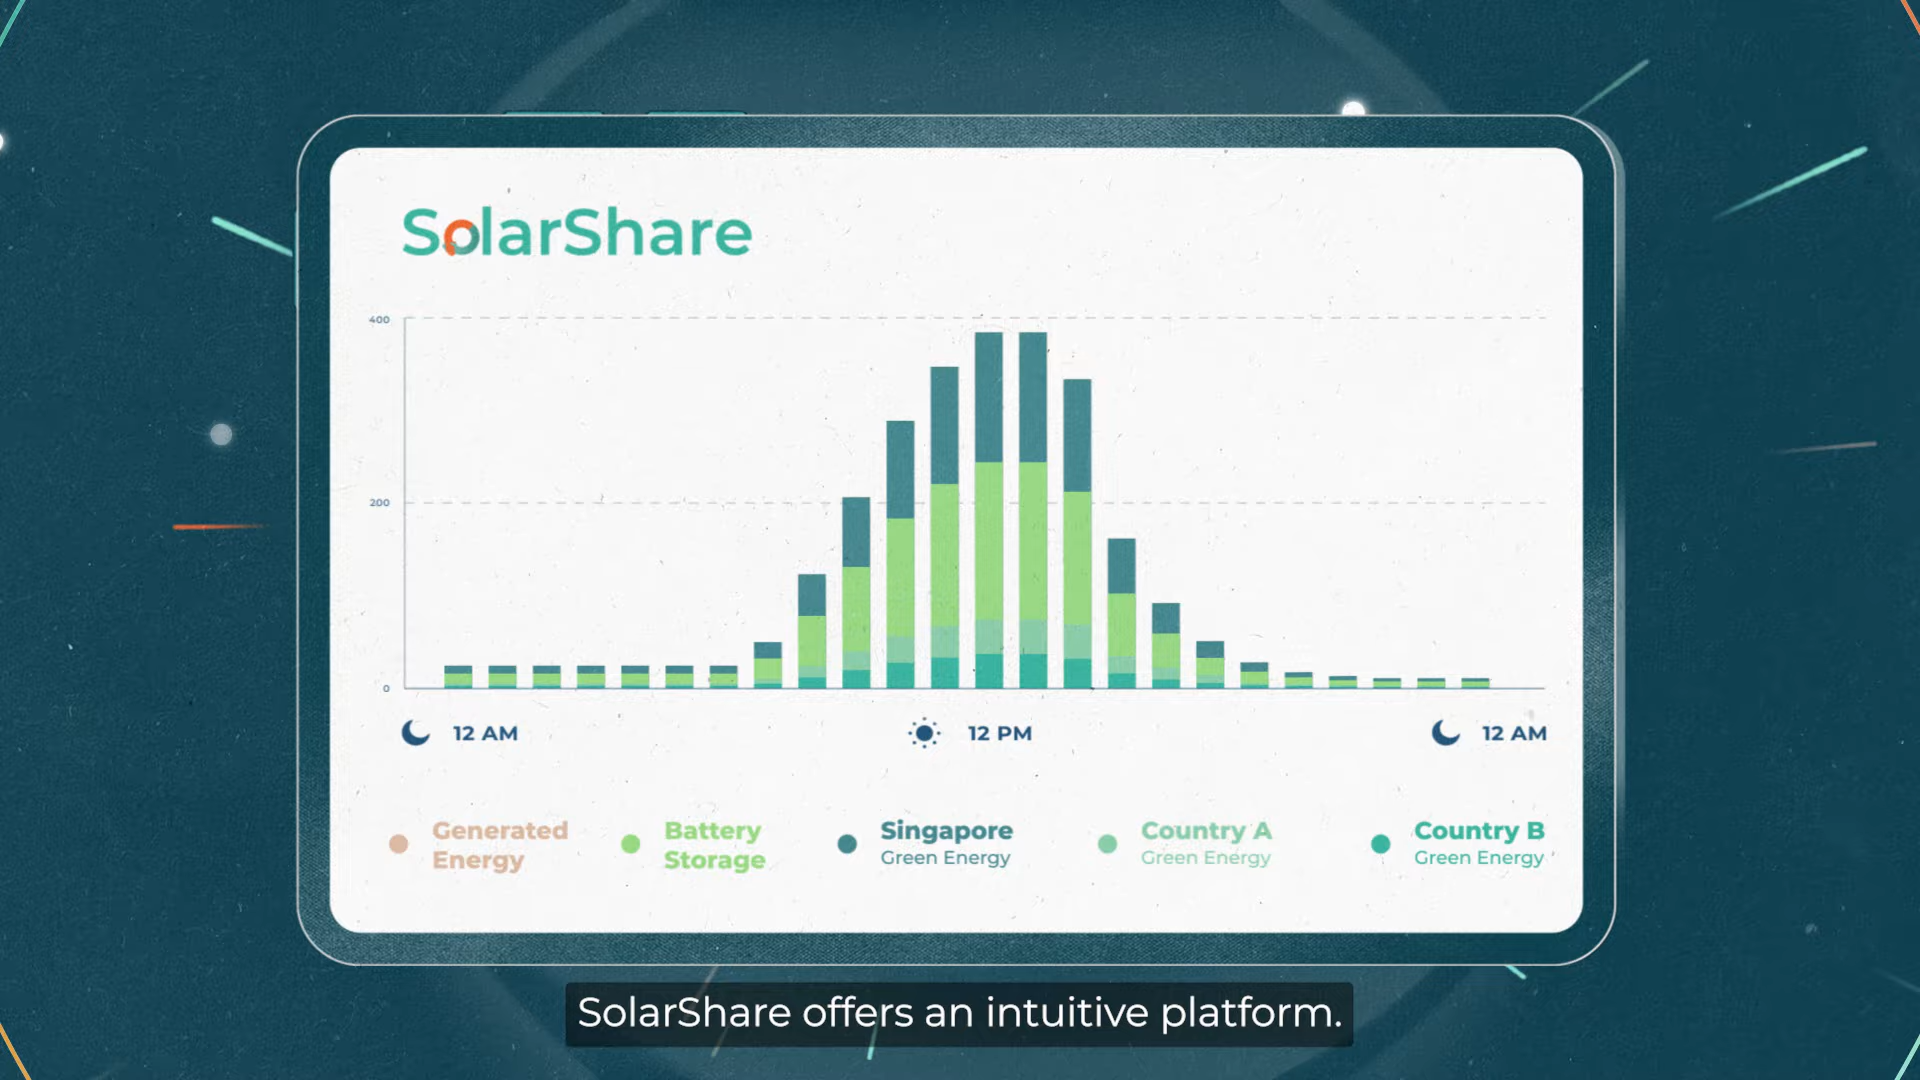 SolarShare
400
200
0
12 AM
12 PM
12 AM
Generated
Energy
Battery
Storage
Singapore
Green Energy
Country A
Green Energy
Country B
Green Energy
SolarShare offers an intuitive platform.